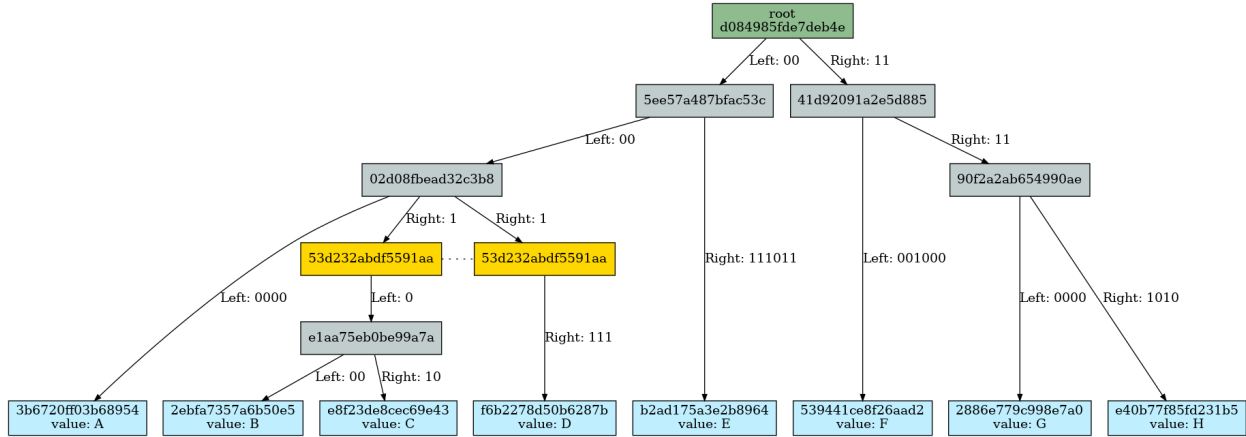 root
d084985fde7deb4e
Left: 00
Right: 11
5ee57a487bfac53c
41d92091a2e5d885
Left: 00
Right: 11
02d08fbead32c3b8
90f2a2ab654990ae
Right: 1
Right: 1
53d232abdf5591aa
53d232abdf5591aa
Right: 111011
Left: 001000
Left: 0000
Left: 0
Left: 0000
Right: 1010
e1aa75eb0be99a7a
Right: 111
Left: 00
Right: 10
3b6720ff03b68954
value: A
2ebfa7357a6b50e5
value: B
e8f23de8cec69e43
value: C
f6b2278d50b6287b
value: D
b2ad175a3e2b8964
value: E
539441ce8f26aad2
value: F
2886e779c998e7a0
value: G
e40b77f85fd231b5
value: H